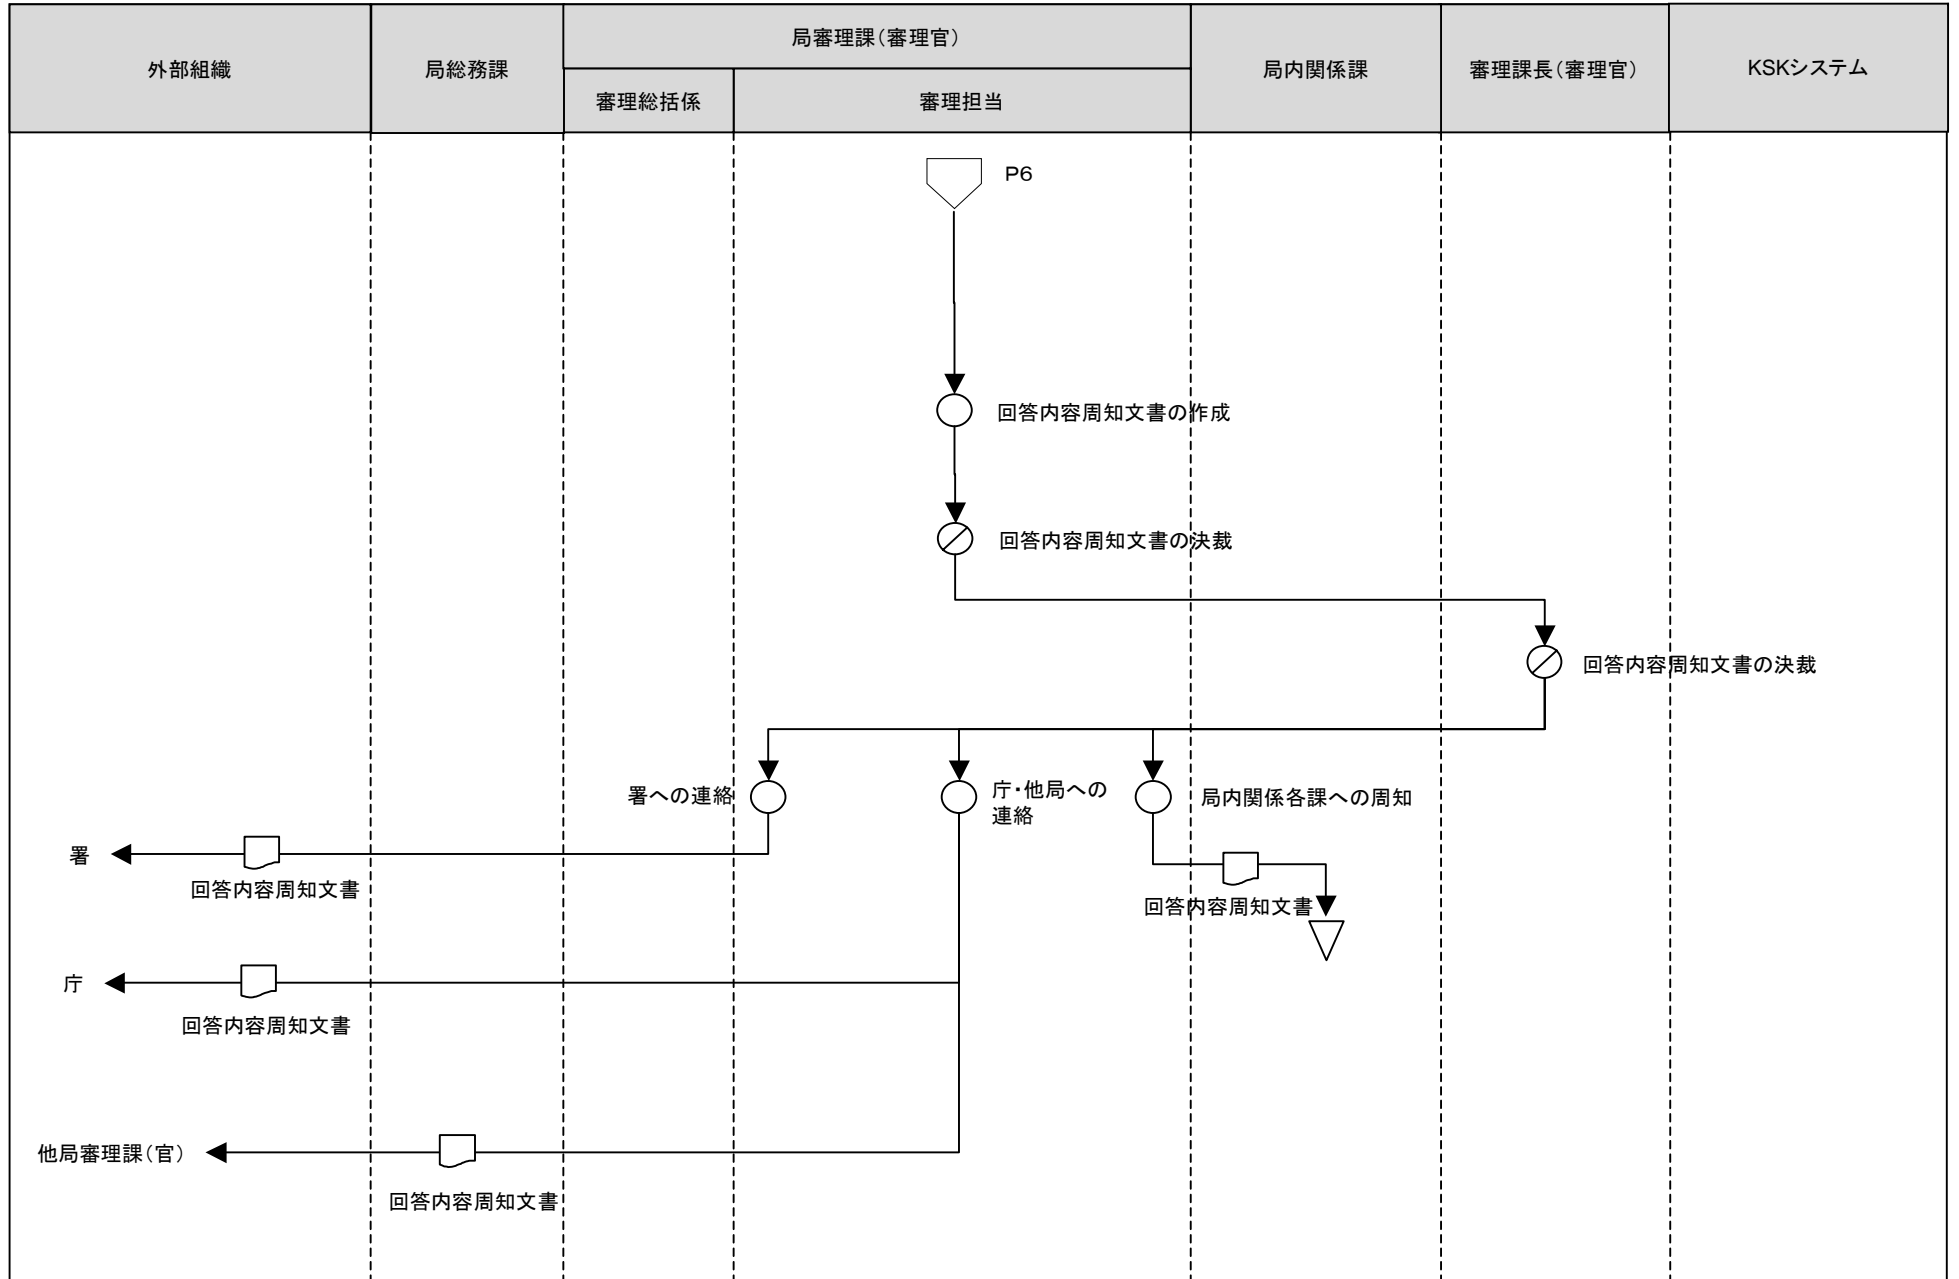 外部組織
局総務課
局審理課(審理官)
審理総括係
審理担当
局内関係課
審理課長(審理官)
KSKシステム
P6
回答内容周知文書の作成
回答内容周知文書の決裁
回答内容周知文書の決裁
署への連絡
庁・他局への
連絡
局内関係各課への周知
署
回答内容周知文書
回答内容周知文書
庁
回答内容周知文書
他局審理課(官)
回答内容周知文書